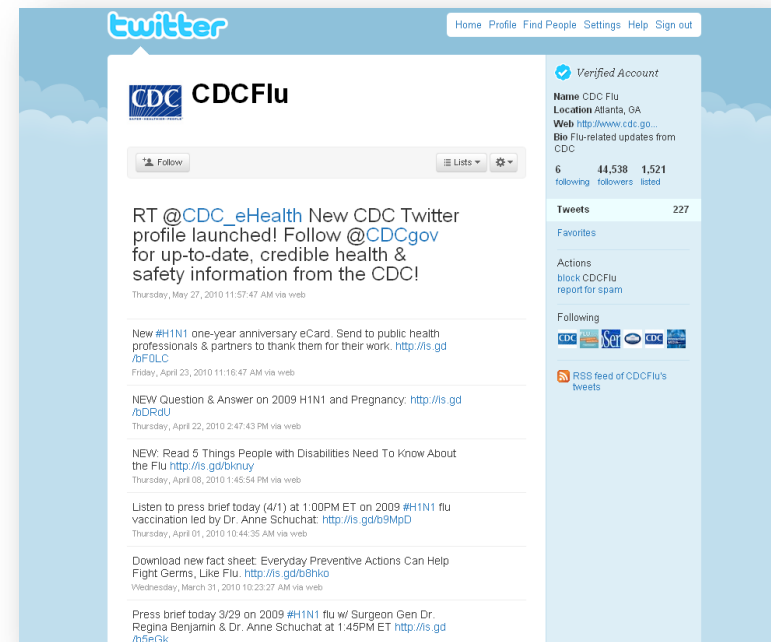 twitter
Home Profile Find People Settings Help Sign out
CDC
CDCFlu
Follow
Lists
RT @CDC_eHealth New CDC Twitter
profile launched! Follow @CDCgov
for up-to-date, credible health &
safety information from the CDC!
Thursday, May 27, 2010 11:57:47 AM via web
New #H1N1 one-year anniversary eCard. Send to public health
professionals & partners to thank them for their work. http://is.gd
/bF0LC
Friday, April 23, 2010 11:16:47 AM via web
NEW Question & Answer on 2009 H1N1 and Pregnancy: http://is.gd
/bDRdU
Thursday, April 22, 2010 2:47:43 PM via web
NEW: Read 5 Things People with Disabilities Need To Know About
the Flu http://is.gd/bknuy
Thursday, April 08, 2010 1:45:54 PM via web
Listen to press brief today (4/1) at 1:00PM ET on 2009 #H1N1 flu
vaccination led by Dr. Anne Schuchat: http://is.gd/b9MpD
Thursday, April 01, 2010 10:44:35 AM via web
Download new fact sheet: Everyday Preventive Actions Can Help
Fight Germs, Like Flu. http://is.gd/b8hko
Wednesday, March 31, 2010 10:23:27 AM via web
Press brief today 3/29 on 2009 #H1N1 flu w/ Surgeon Gen Dr.
Regina Benjamin & Dr. Anne Schuchat at 1:45PM ET http://is.gd
/b5eGk
Verified Account
Name CDC Flu
Location Atlanta, GA
Web http://www.cdc.go...
Bio Flu-related updates from
CDC
6 44,538 1,521
following followers listed
Tweets 227
Favorites
Actions
block CDCFlu
report for spam
Following
CDC
CDC
RSS feed of CDCFlu's
tweets